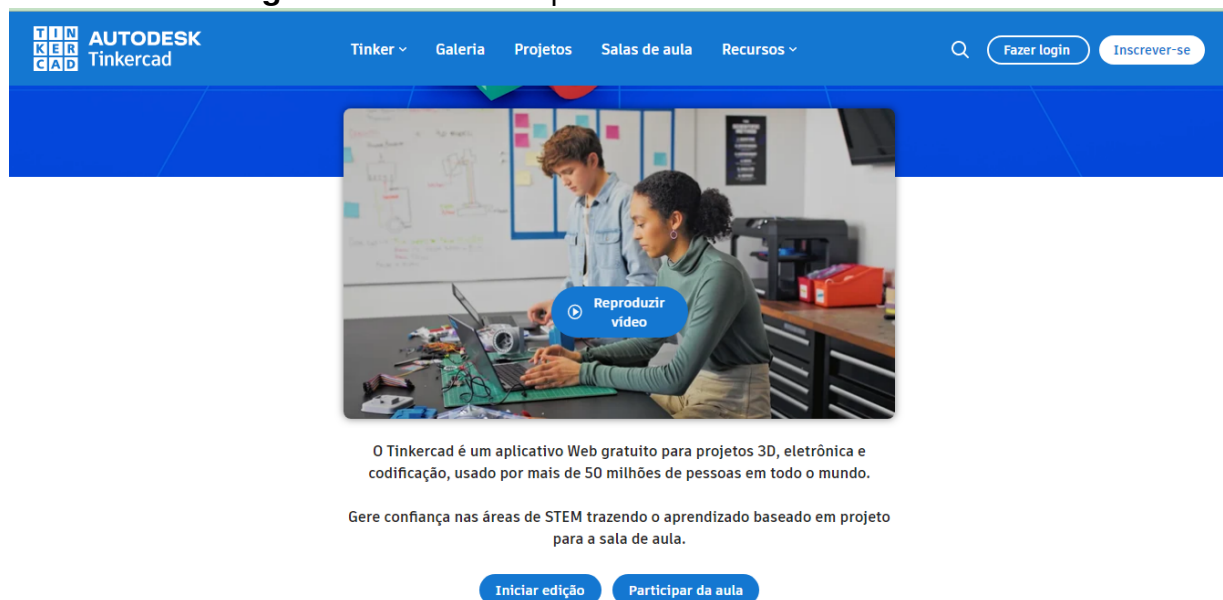 TIN
KER
CAD
AUTODESK
Tinkercad
Tinker
Galeria
Projetos
Salas de aula
Recursos
Fazer login
Inscrever-se
Reproduzir
vídeo
O Tinkercad é um aplicativo Web gratuito para projetos 3D, eletrônica e
codificação, usado por mais de 50 milhões de pessoas em todo o mundo.
Gere confiança nas áreas de STEM trazendo o aprendizado baseado em projeto
para a sala de aula.
Iniciar edição
Participar da aula